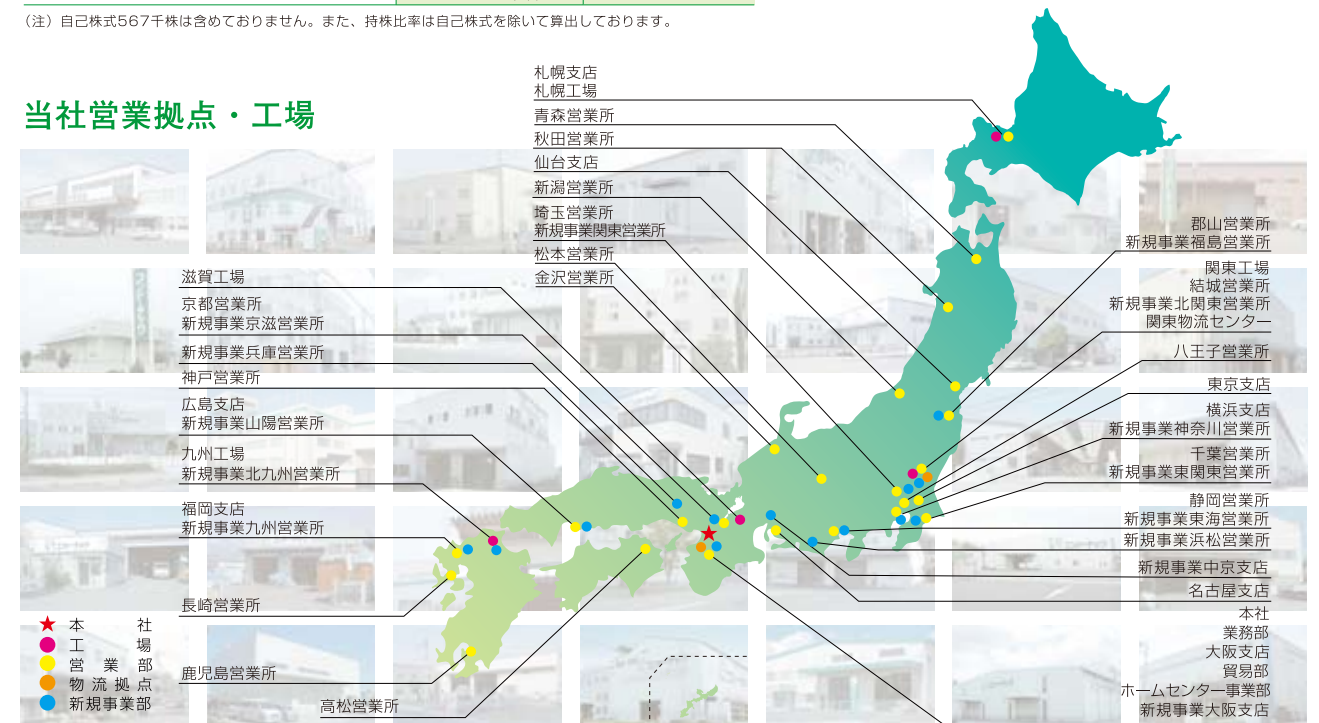 （注）自己株式567千株は含めておりません。また、持株比率は自己株式を除いて算出しております。
当社営業拠点・工場
札幌支店
札幌工場
青森営業所
秋田営業所
仙台支店
新潟営業所
埼玉営業所
新規事業関東営業所
松本営業所
金沢営業所
滋賀工場
京都営業所
新規事業京滋営業所
新規事業兵庫営業所
神戸営業所
広島支店
新規事業山陽営業所
九州工場
新規事業北九州営業所
福岡支店
新規事業九州営業所
長崎営業所
鹿児島営業所
高松営業所
郡山営業所
新規事業福島営業所
関東工場
結城営業所
新規事業北関東営業所
関東物流センター
八王子営業所
東京支店
横浜支店
新規事業神奈川営業所
千葉営業所
新規事業東関東営業所
静岡営業所
新規事業東海営業所
新規事業浜松営業所
新規事業中京支店
名古屋支店
本社
業務部
大阪支店
貿易部
ホームセンター事業部
新規事業大阪支店
★ 本社
● 工場
● 営業部
● 物流拠点
● 新規事業部